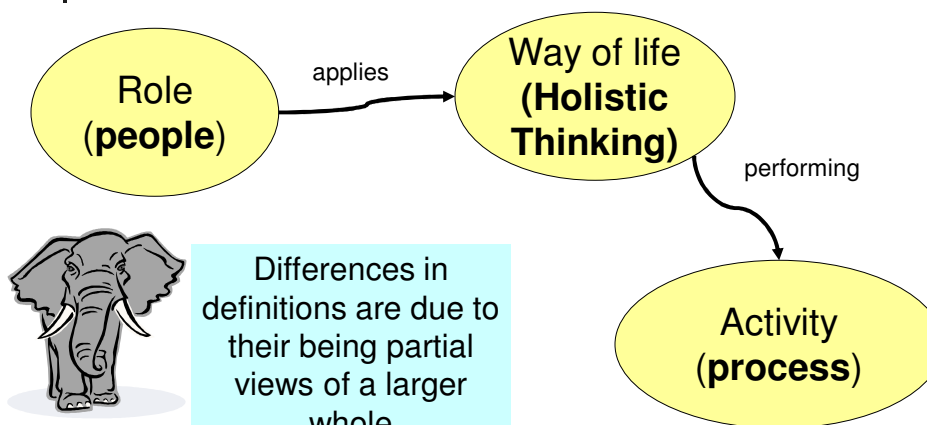 Role
(people)
applies
Way of life
(Holistic
Thinking)
performing
Activity
(process)
Differences in
definitions are due to
their being partial
views of a larger
whole